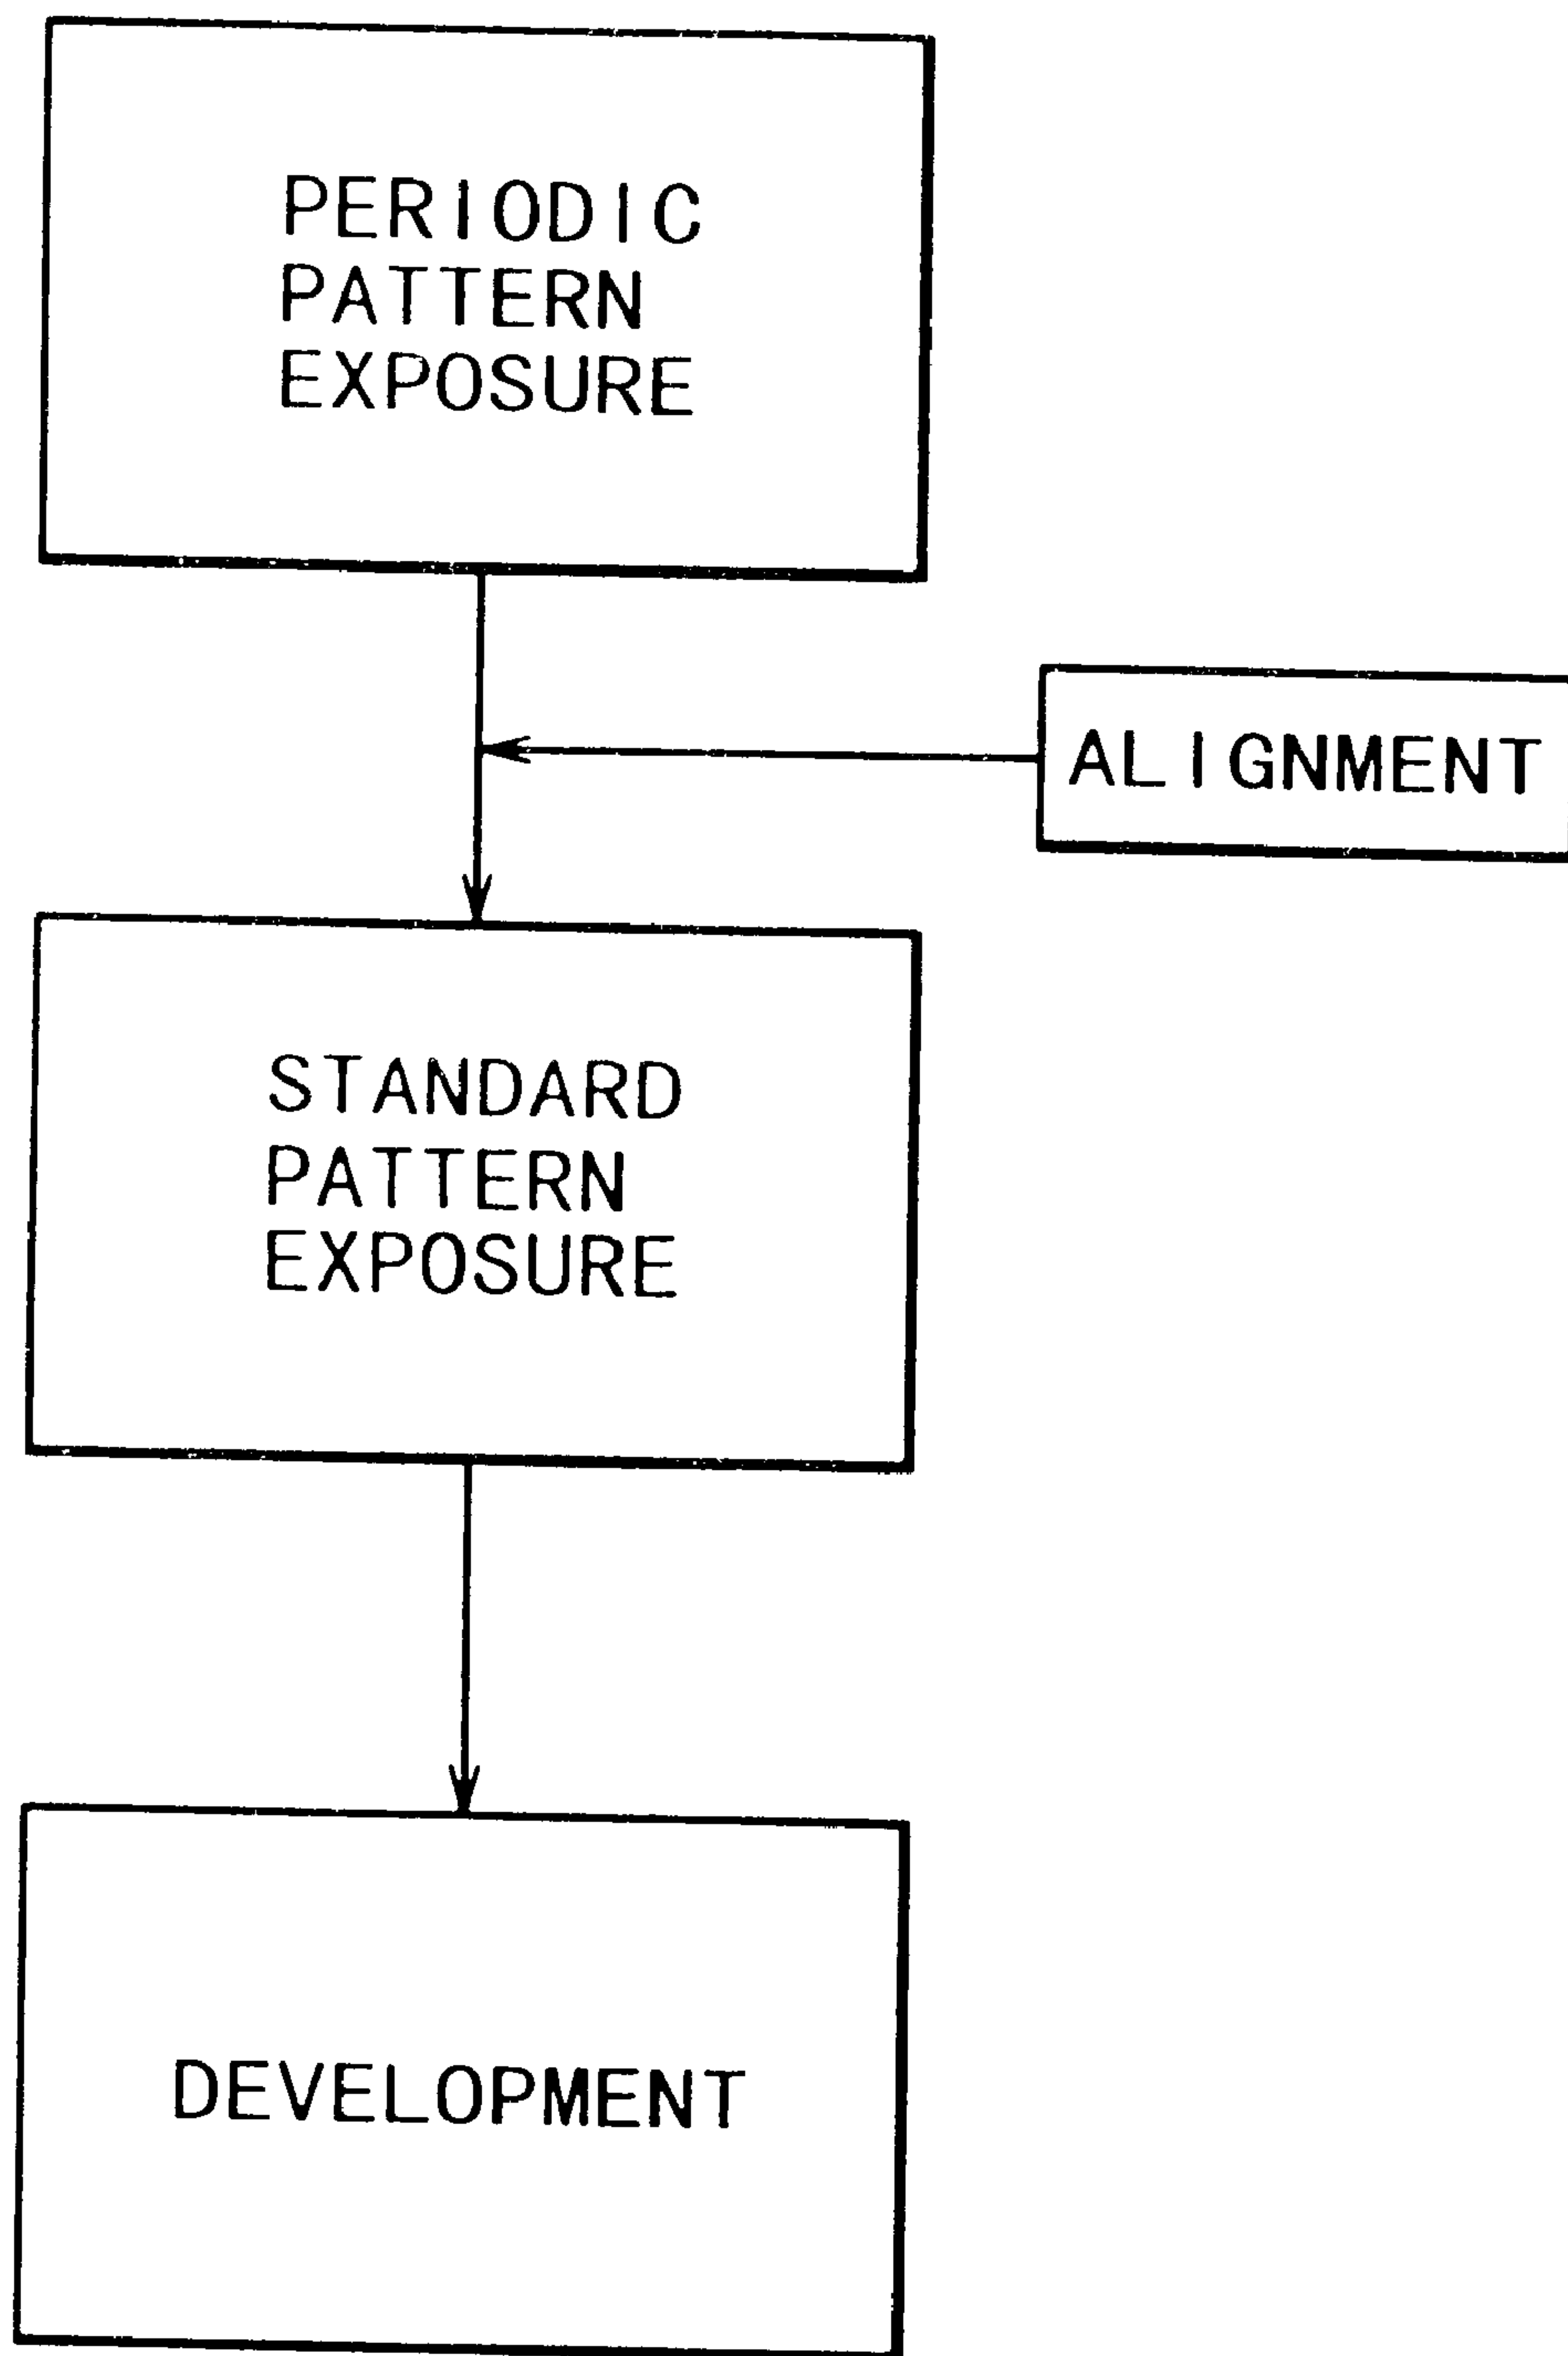 PERIODIC
PATTERN
EXPOSURE
ALIGNMENT
STANDARD
PATTERN
EXPOSURE
DEVELOPMENT